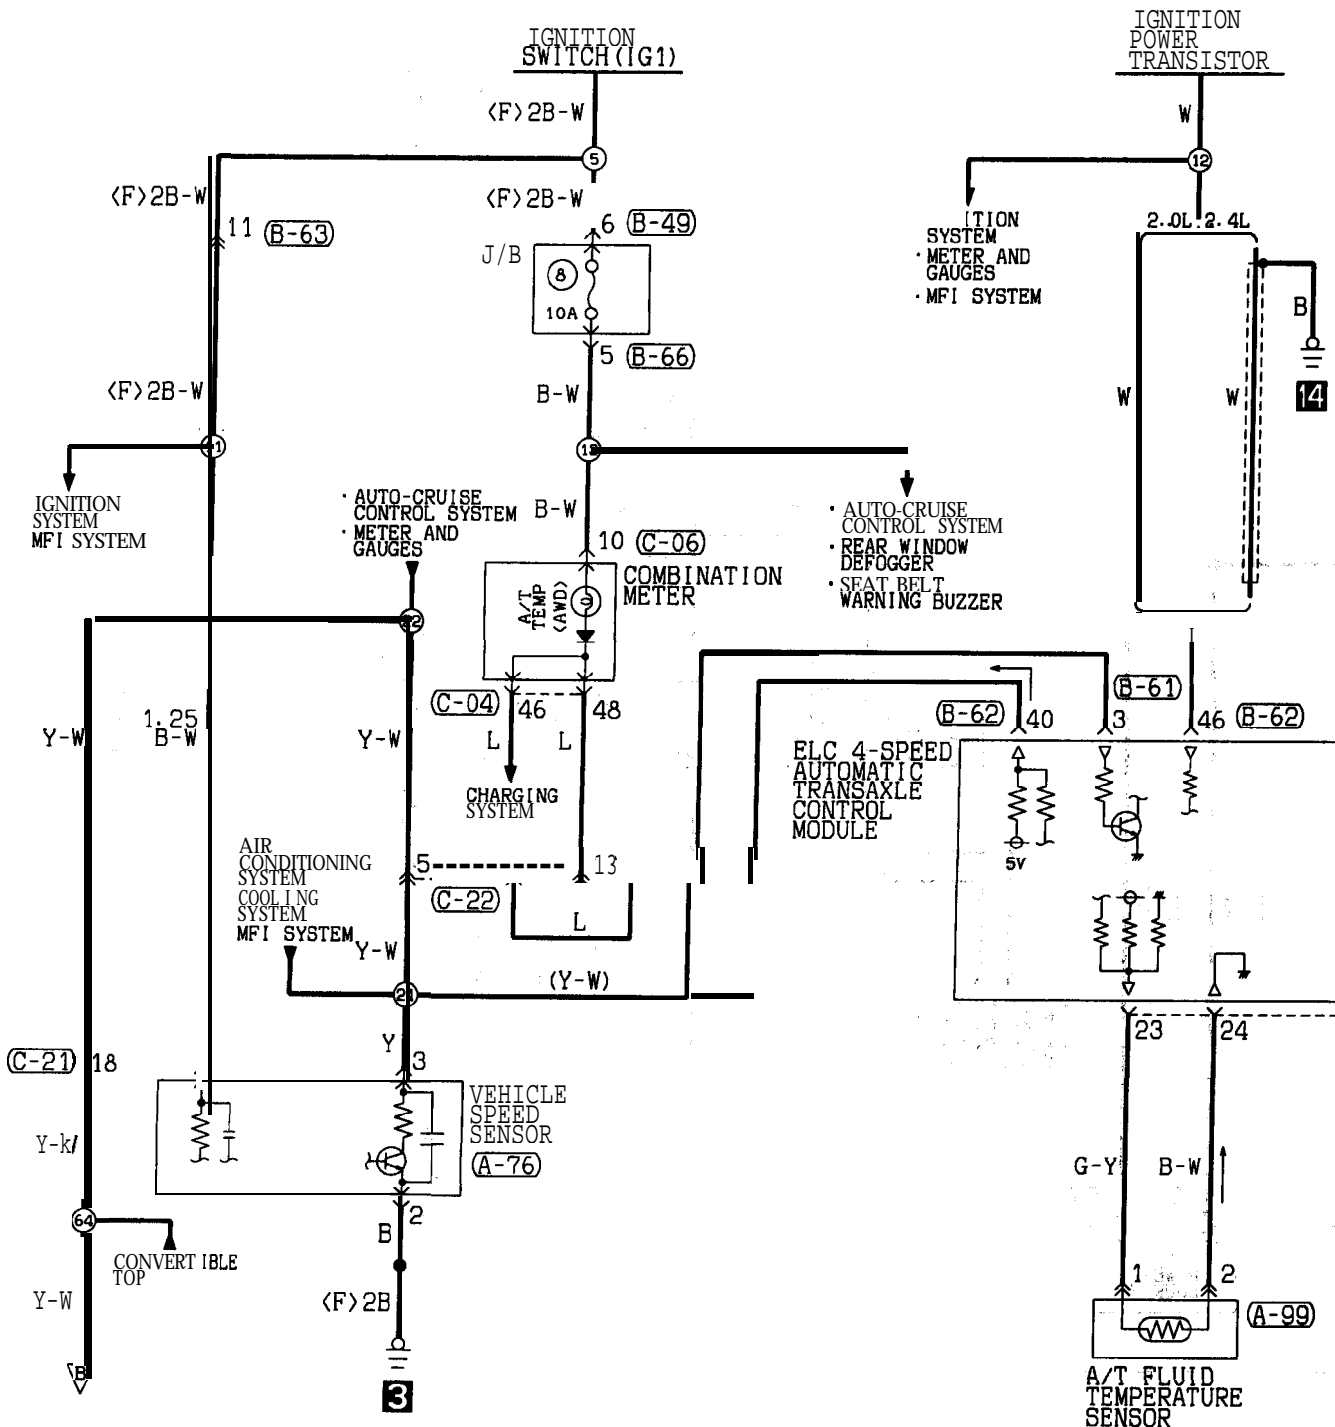 IGNITION
SWITCH(IG1)
IGNITION
POWER
TRANSISTOR
<F>2B-W
W
5
12
<F>2B-W
<F>2B-W
11 B-63
6 B-49
J/B
8
10A
5 B-66
ITION
SYSTEM
· METER AND
GAUGES
· MFI SYSTEM
2.0L 2.4L
B
14
<F>2B-W
B-W
W
W
IGNITION
SYSTEM
MFI SYSTEM
· AUTO-CRUISE
CONTROL SYSTEM
· METER AND
GAUGES
B-W
10 C-06
COMBINATION
METER
A/T
TEMP
(AWD)
· AUTO-CRUISE
CONTROL SYSTEM
· REAR WINDOW
DEFOGGER
· SEAT BELT
WARNING BUZZER
C-04 46 48
Y-W
1.25
B-W
Y-W
L
L
CHARGING
SYSTEM
B-62 40
B-61
3
46 B-62
ELC 4-SPEED
AUTOMATIC
TRANSAXLE
CONTROL
MODULE
5V
AIR
CONDITIONING
SYSTEM
COOLING
SYSTEM
MFI SYSTEM
5
13
C-22
L
Y-W
(Y-W)
21
Y
3
23
24
C-21 18
VEHICLE
SPEED
SENSOR
A-76
Y-k/
G-Y
B-W
64
2
B
CONVERT IBLE
TOP
Y-W
<F>2B
1
2
A-99
B
3
A/T FLUID
TEMPERATURE
SENSOR